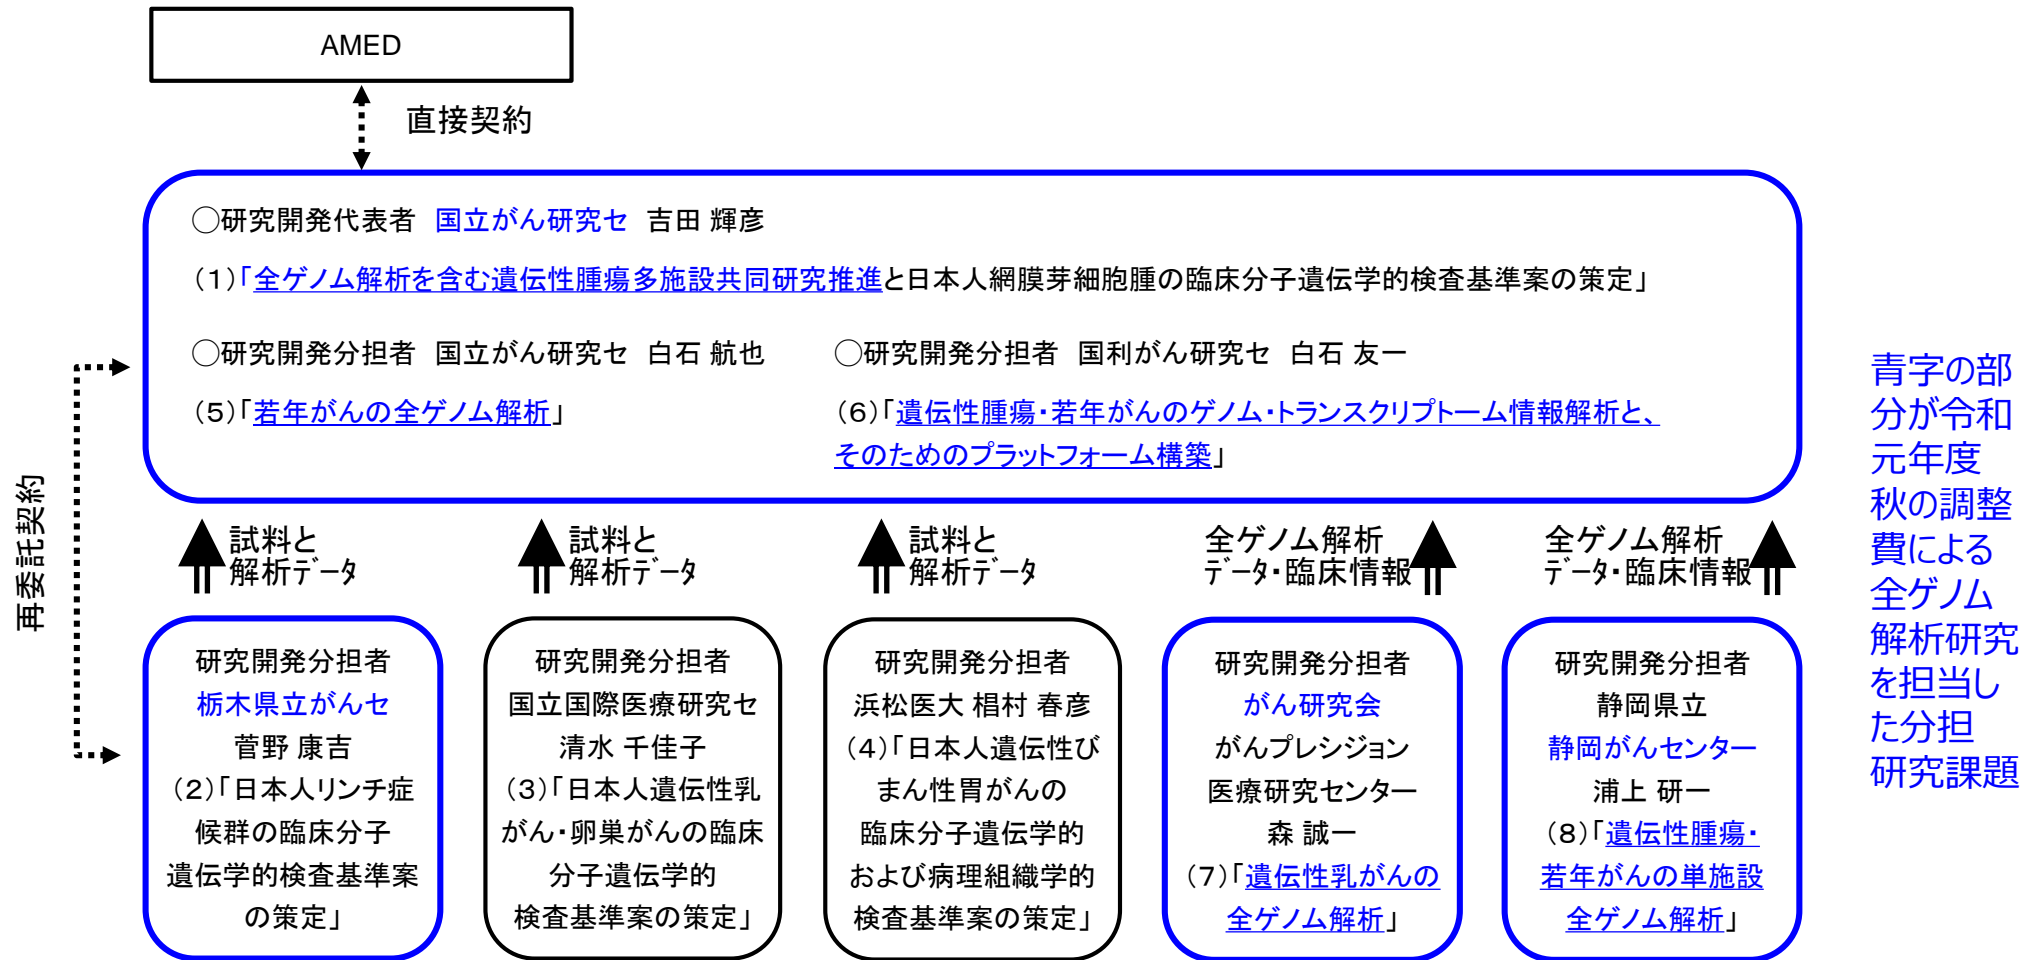 AMED
直接契約
○研究開発代表者　国立がん研究セ　吉田 輝彦
（1）「全ゲノム解析を含む遺伝性腫瘍多施設共同研究推進と日本人網膜芽細胞腫の臨床分子遺伝学的検査基準案の策定」
○研究開発分担者　国立がん研究セ　白石 航也
（5）「若年がんの全ゲノム解析」
○研究開発分担者　国利がん研究セ　白石 友一
（6）「遺伝性腫瘍・若年がんのゲノム・トランスクリプトーム情報解析と、
そのためのプラットフォーム構築」
再委託契約
試料と
解析データ
試料と
解析データ
試料と
解析データ
全ゲノム解析
データ・臨床情報
全ゲノム解析
データ・臨床情報
研究開発分担者
栃木県立がんセ
菅野 康吉
（2）「日本人リンチ症
候群の臨床分子
遺伝学的検査基準案
の策定」
研究開発分担者
国立国際医療研究セ
清水 千佳子
（3）「日本人遺伝性乳
がん・卵巣がんの臨床
分子遺伝学的
検査基準案の策定」
研究開発分担者
浜松医大 椙村 春彦
（4）「日本人遺伝性び
まん性胃がんの
臨床分子遺伝学的
および病理組織学的
検査基準案の策定」
研究開発分担者
がん研究会
がんプレシジョン
医療研究センター
森 誠一
（7）「遺伝性乳がんの
全ゲノム解析」
研究開発分担者
静岡県立
静岡がんセンター
浦上 研一
（8）「遺伝性腫瘍・
若年がんの単施設
全ゲノム解析」
青字の部
分が令和
元年度
秋の調整
費による
全ゲノム
解析研究
を担当し
た分担
研究課題